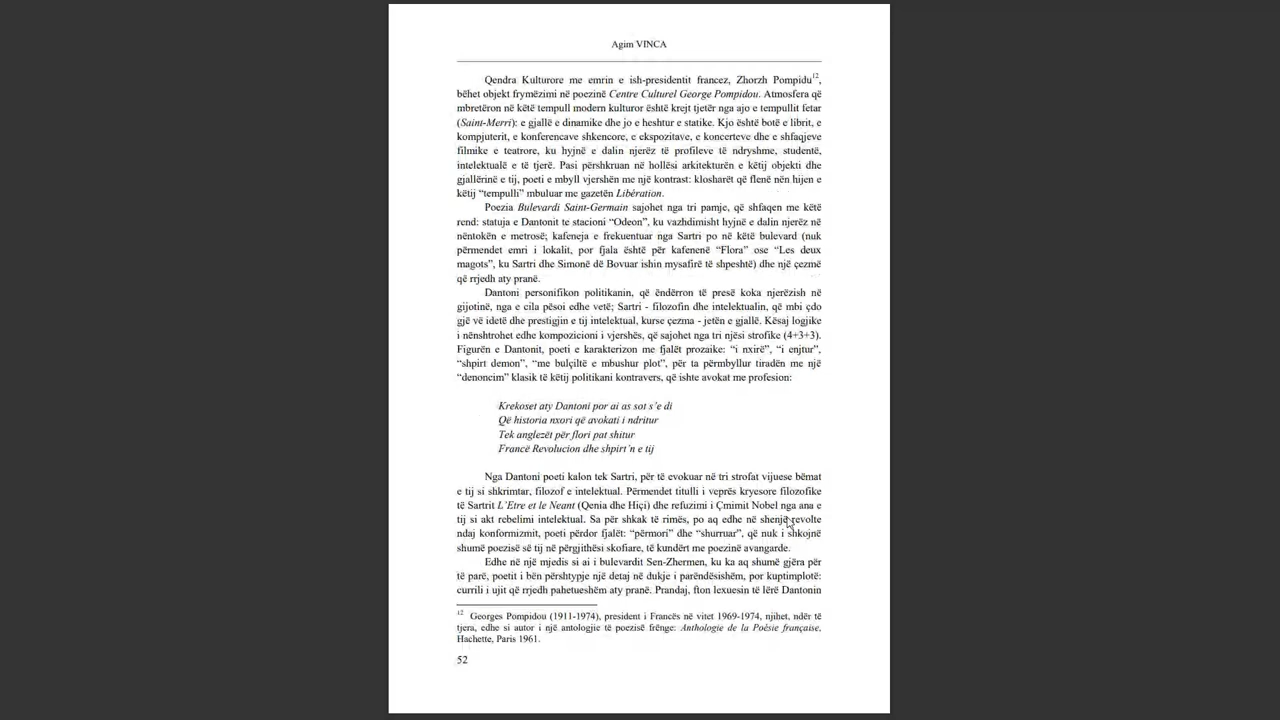 Agim VINCA
Qendra Kulturore me emrin e ish-presidentit francez, Zhorzh Pompidu12,
bëhet objekt frymëzimi në poezinë Centre Culturel George Pompidou. Atmosfera që
mbretëron në këtë tempull modern kulturor është krejt tjetër nga ajo e tempullit fetar
(Saint-Merri): e gjallë e dinamike dhe jo e heshtur e statike. Kjo është botë e librit, e
kompjuterit, e konferencave shkencore, e ekspozitave, e koncerteve dhe e shfaqjeve
filmike e teatrore, ku hyjnë e dalin njerëz të profileve të ndryshme, studentë,
intelektualë e të tjerë. Pasi përshkruan në hollësi arkitekturën e këtij objekti dhe
gjallërinë e tij, poeti e mbyll vjershën me një kontrast: klosharët që flenë nën hijen e
këtij “tempulli” mbuluar me gazetën Libération.
Poezia Bulevardi Saint-Germain sajohet nga tri pamje, që shfaqen me këtë
rend: statuja e Dantonit te stacioni “Odeon”, ku vazhdimisht hyjnë e dalin njerëz në
nëntokën e metrosë; kafeneja e frekuentuar nga Sartri po në këtë bulevard (nuk
përmendet emri i lokalit, por fjala është për kafenenë “Flora” ose “Les deux
magots”, ku Sartri dhe Simonë dë Bovuar ishin mysafirë të shpeshtë) dhe një çezmë
që rrjedh aty pranë.
Dantoni personifikon politikanin, që ëndërron të presë koka njerëzish në
gijotinë, nga e cila pësoi edhe vetë; Sartri - filozofin dhe intelektualin, që mbi çdo
gjë vë idetë dhe prestigjin e tij intelektual, kurse çezma - jetën e gjallë. Kësaj logjike
i nënshtrohet edhe kompozicioni i vjershës, që sajohet nga tri njësi strofike (4+3+3).
Figurën e Dantonit, poeti e karakterizon me fjalët prozaike: “i nxirë”, “i enjtur”,
“shpirt demon”, “me bulçiltë e mbushur plot”, për ta përmbyllur tiradën me një
“denoncim” klasik të këtij politikani kontravers, që ishte avokat me profesion:
Krekoset aty Dantoni por ai as sot s’e di
Që historia nxori që avokati i ndritur
Tek anglezët për flori pat shitur
Francë Revolucion dhe shpirt’n e tij
Nga Dantoni poeti kalon tek Sartri, për të evokuar në tri strofat vijuese bëmat
e tij si shkrimtar, filozof e intelektual. Përmendet titulli i veprës kryesore filozofike
të Sartrit L’Etre et le Neant (Qenia dhe Hiçi) dhe refuzimi i Çmimit Nobel nga ana e
tij si akt rebelimi intelektual. Sa për shkak të rimës, po aq edhe në shenjë revolte
ndaj konformizmit, poeti përdor fjalët: “përmori” dhe “shurruar”, që nuk i shkojnë
shumë poezisë së tij në përgjithësi skofiare, të kundërt me poezinë avangarde.
Edhe në një mjedis si ai i bulevardit Sen-Zhermen, ku ka aq shumë gjëra për
të parë, poetit i bën përshtypje një detaj në dukje i parëndësishëm, por kuptimplotë:
currili i ujit që rrjedh pahetueshëm aty pranë. Prandaj, fton lexuesin të lërë Dantonin
12 Georges Pompidou (1911-1974), president i Francës në vitet 1969-1974, njihet, ndër të
tjera, edhe si autor i një antologjie të poezisë frënge: Anthologie de la Poésie française,
Hachette, Paris 1961.
52